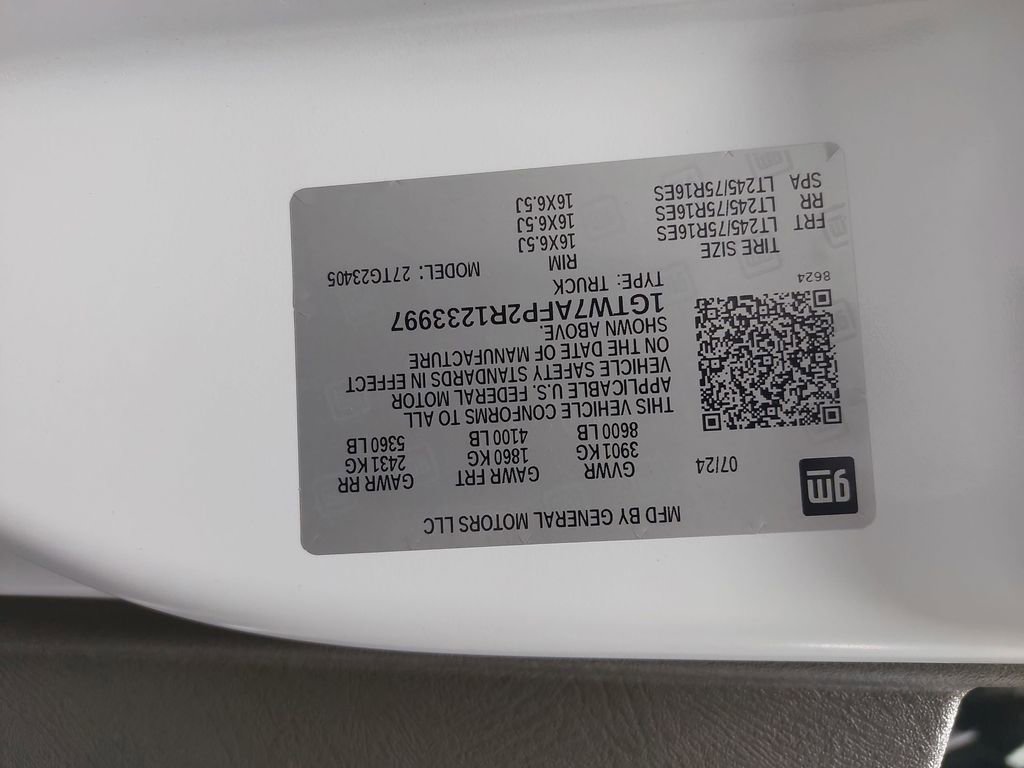 gm
MFD BY GENERAL MOTORS LLC
07/24 GVWR GAWR FRT GAWR RR
3901 KG 1860 KG 2431 KG
8600 LB 4100 LB 5360 LB
THIS VEHICLE CONFORMS TO ALL
APPLICABLE U.S. FEDERAL MOTOR
VEHICLE SAFETY STANDARDS IN EFFECT
ON THE DATE OF MANUFACTURE
SHOWN ABOVE.
1GTW7AFP2R1233997
TYPE: TRUCK
8624 MODEL: 27TG23405
TIRE SIZE RIM
FRT LT245/75R16ES 16X6.5J
RR LT245/75R16ES 16X6.5J
SPA LT245/75R16ES 16X6.5J